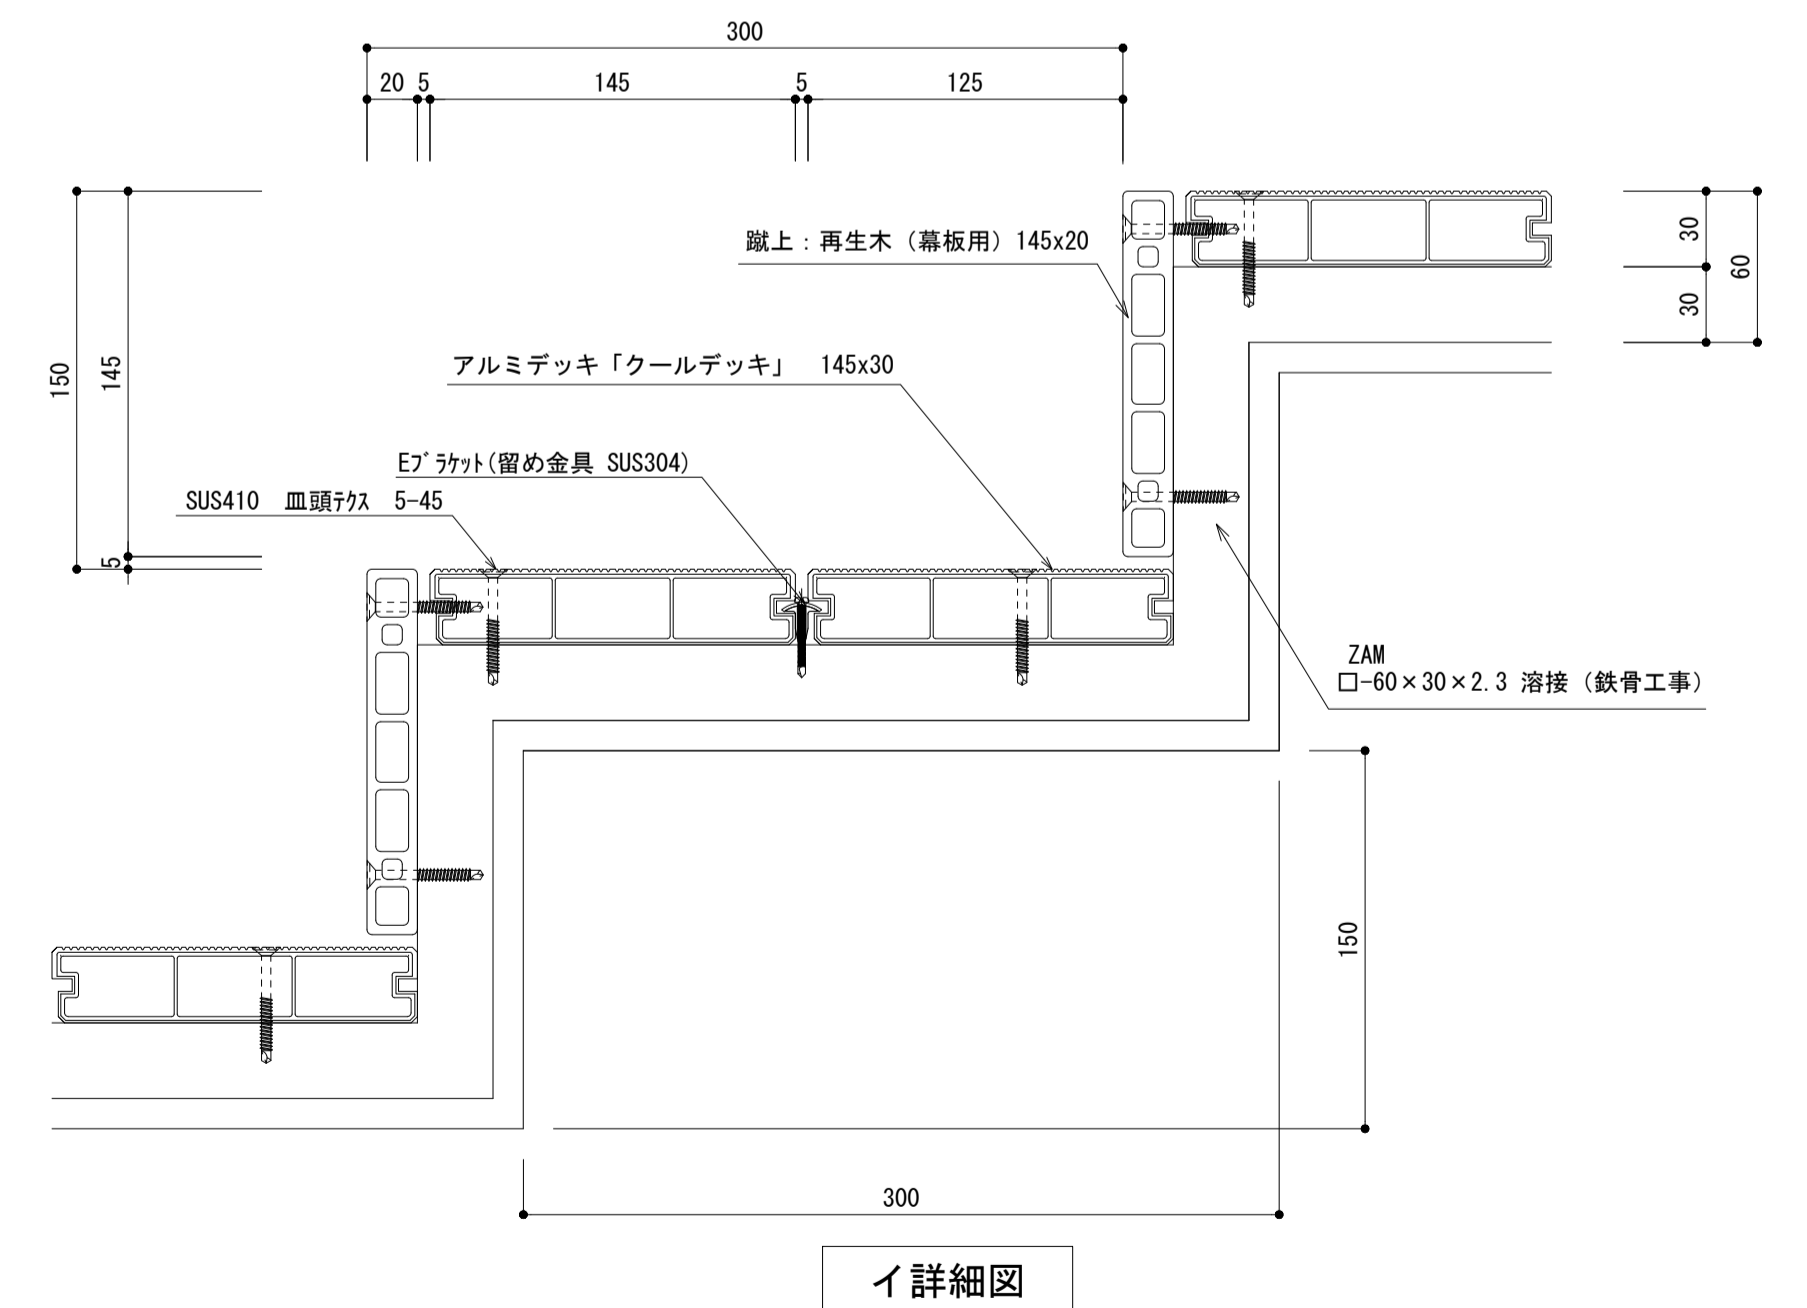 300
20 5 145 5 125
蹴上：再生木（幕板用）145x20
30
30
60
アルミデッキ「クールデッキ」 145x30
150
145
5
Eﾌﾞﾗｹｯﾄ(留め金具 SUS304)
SUS410 皿頭ﾃｸｽ 5-45
ZAM
□-60×30×2.3 溶接（鉄骨工事）
150
300
イ詳細図